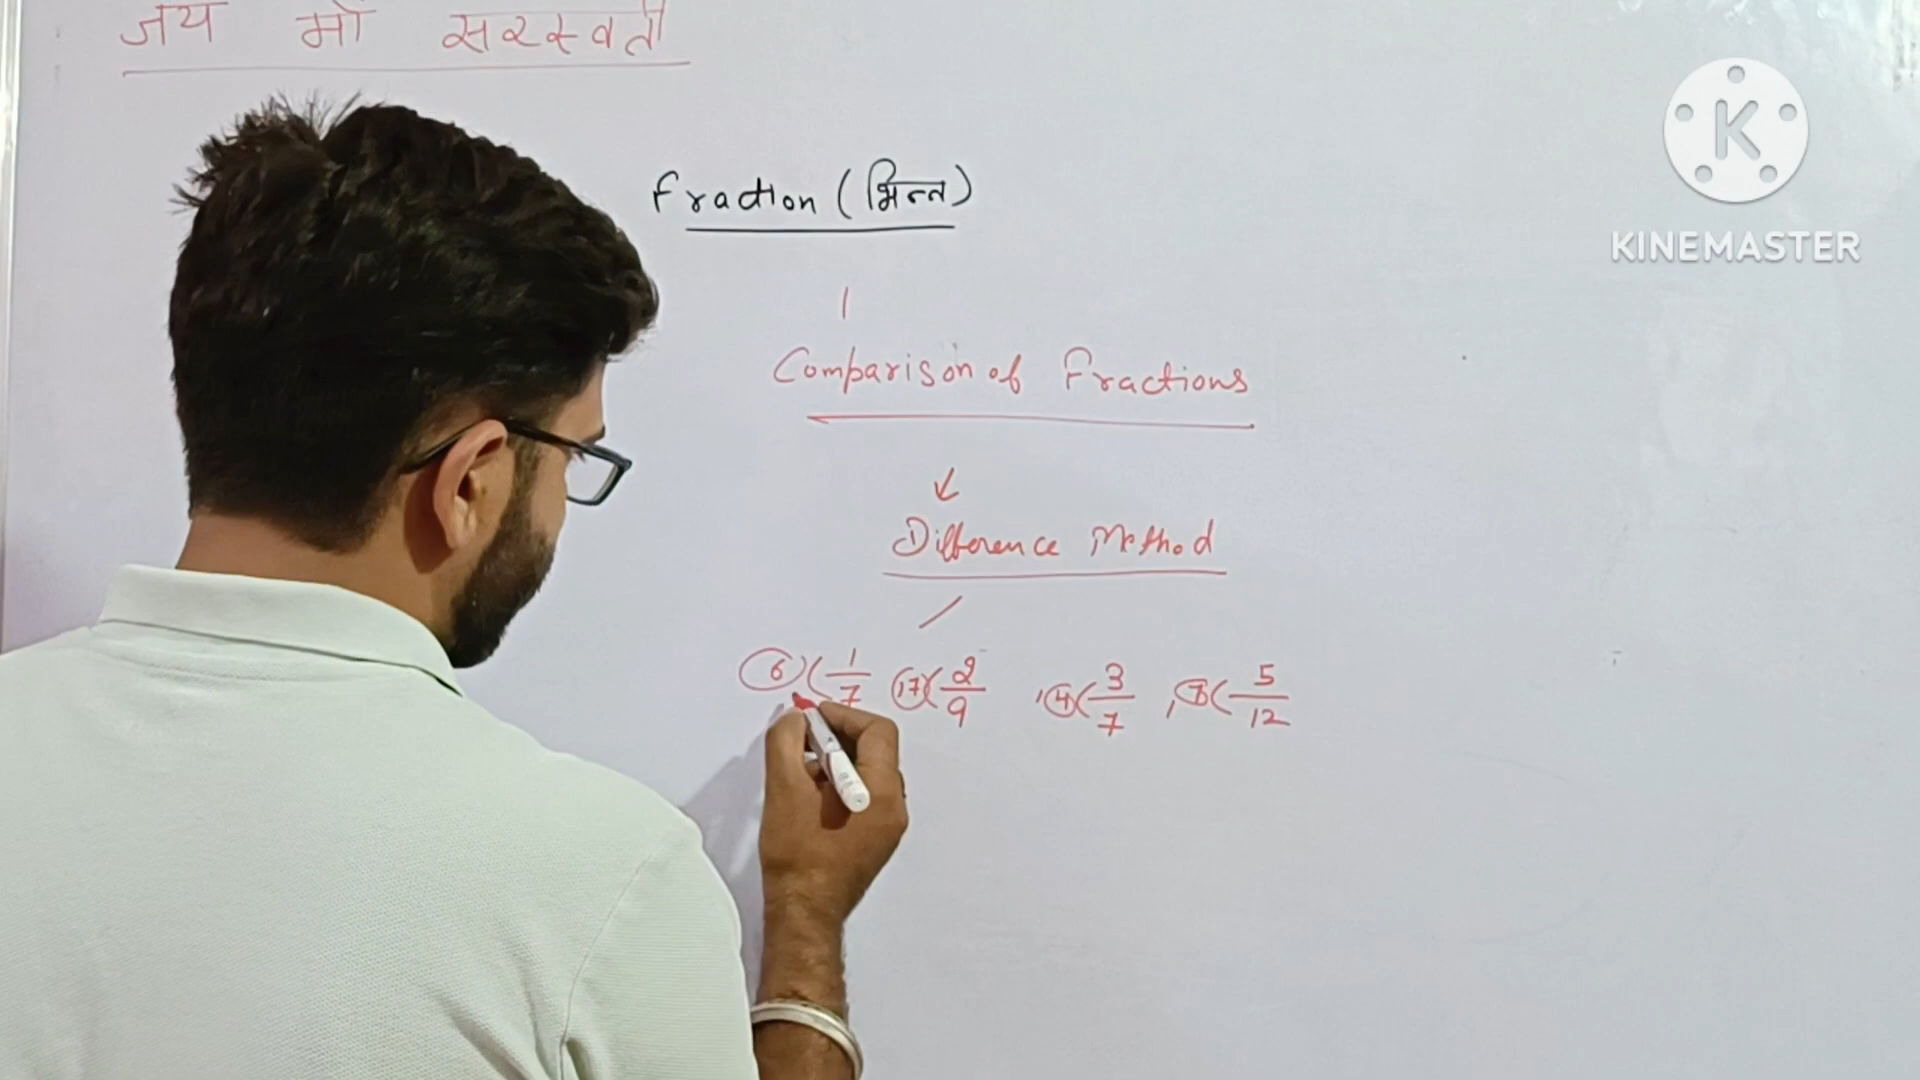 जय माँ सरस्वती
Fraction (भिन्न)
Comparison of Fractions
Difference Method
6 ( 1/7 17 ( 2/9 , 4 ( 3/7 , 7 ( 5/12
K
KINEMASTER